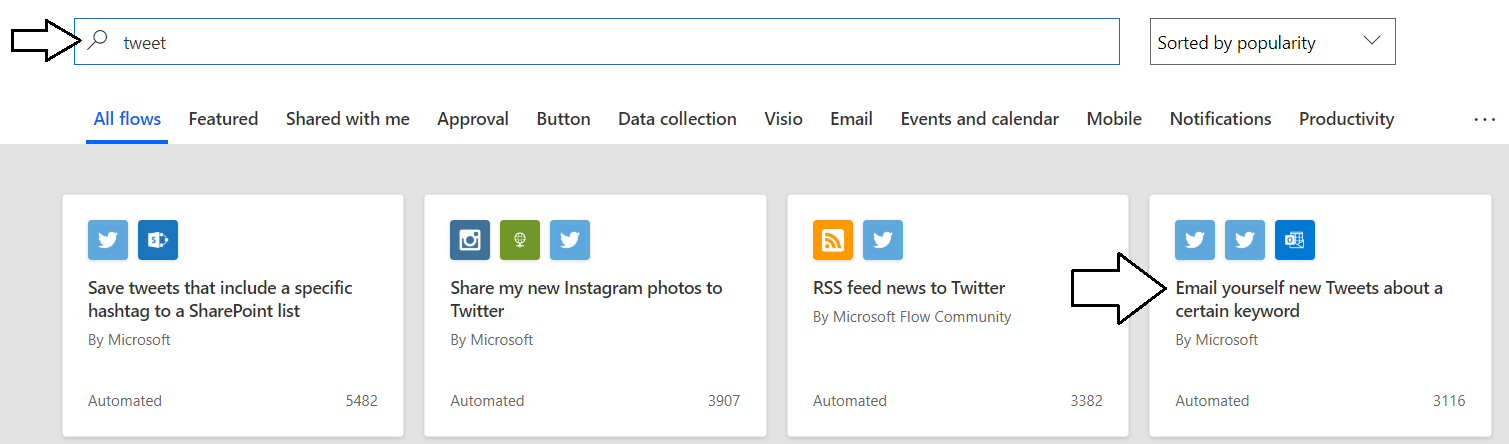 tweet
Sorted by popularity
All flows Featured Shared with me Approval Button Data collection Visio Email Events and calendar Mobile Notifications Productivity ...
Save tweets that include a specific
hashtag to a SharePoint list
By Microsoft
Automated 5482
Share my new Instagram photos to
Twitter
By Microsoft
Automated 3907
RSS feed news to Twitter
By Microsoft Flow Community
Automated 3382
Email yourself new Tweets about a
certain keyword
By Microsoft
Automated 3116